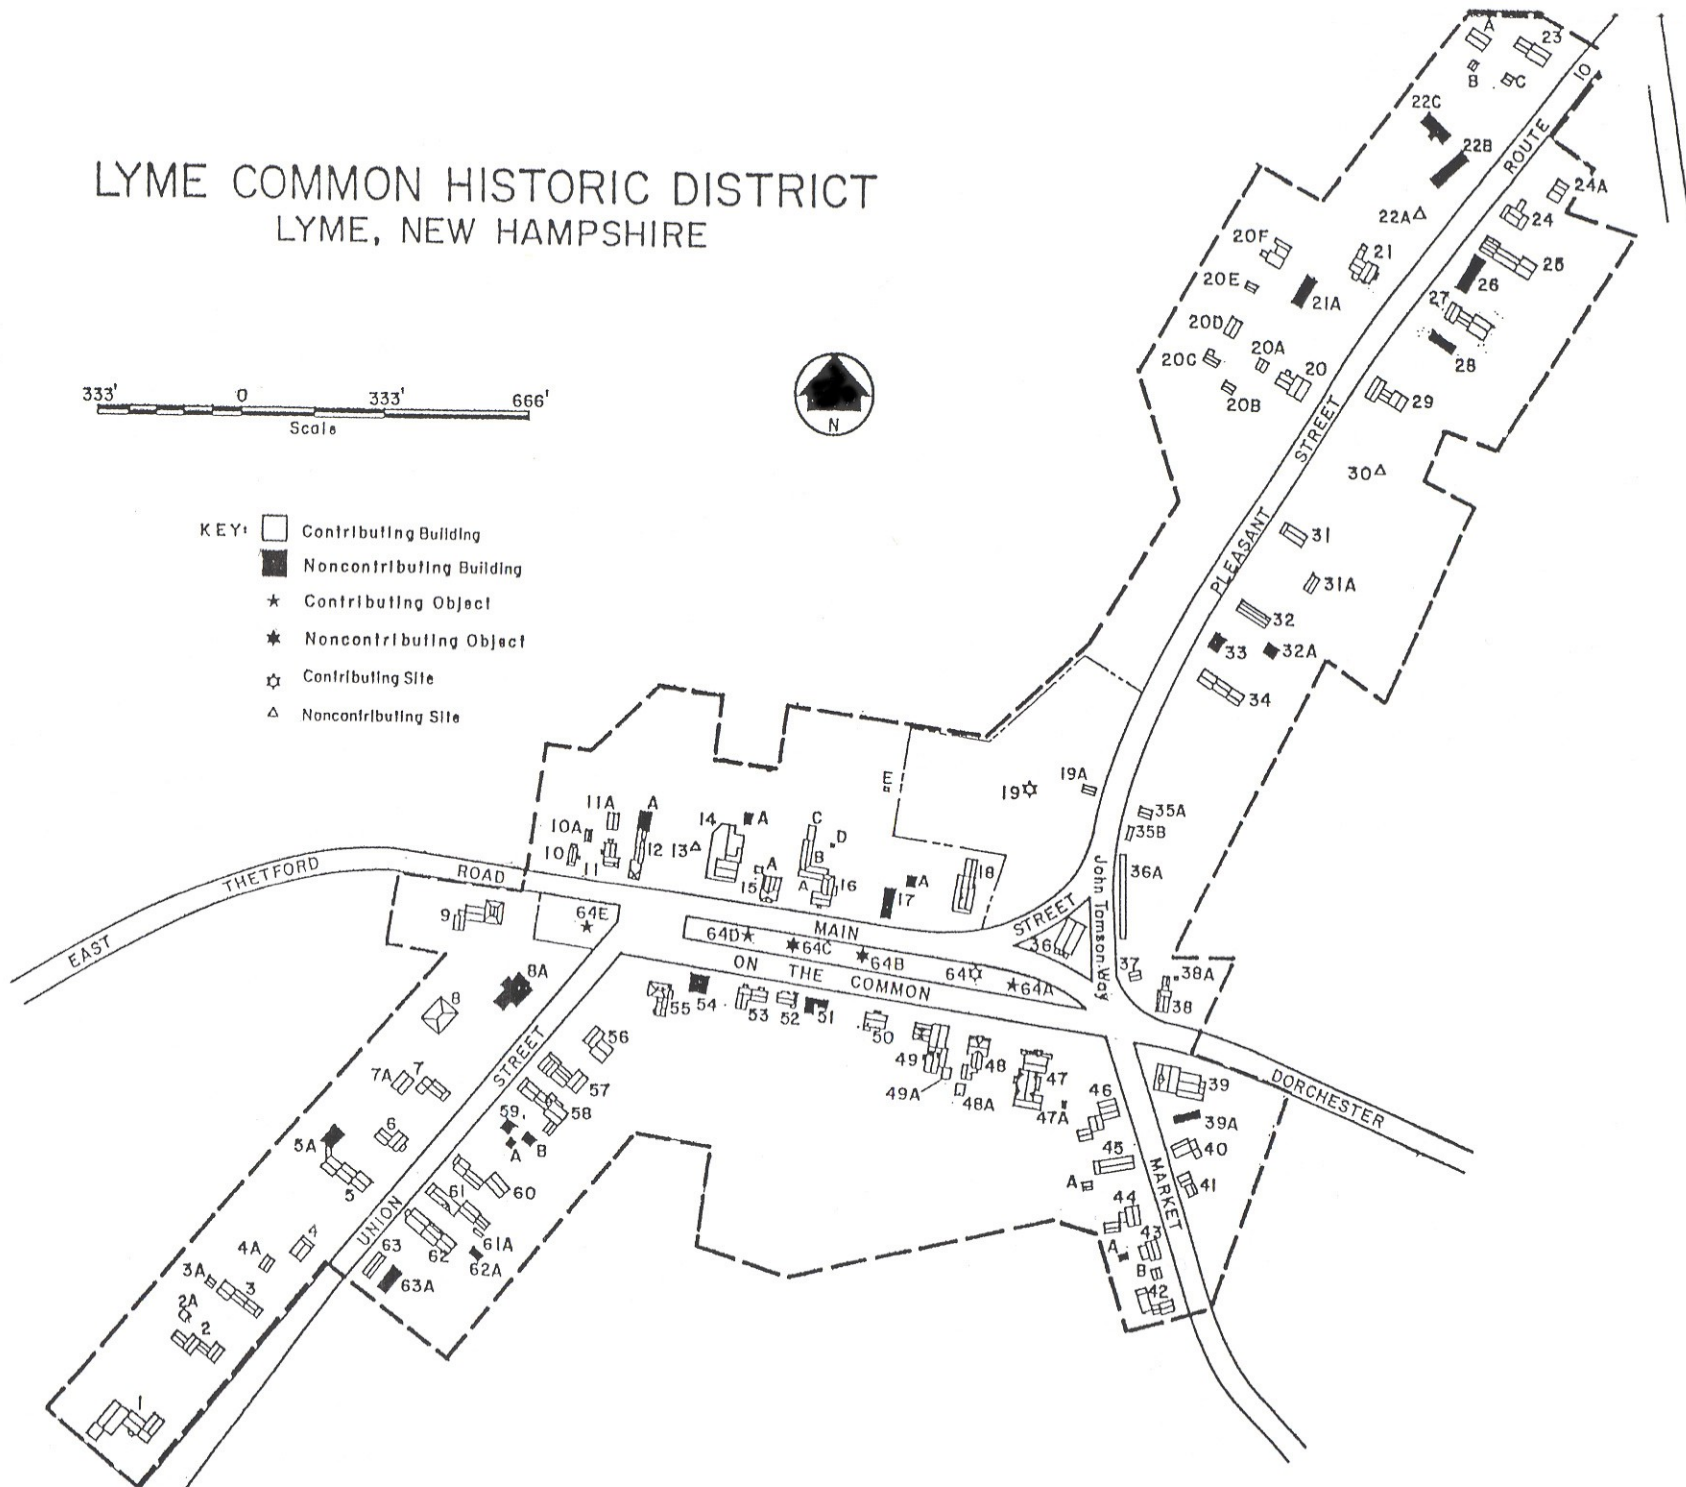 LYME COMMON HISTORIC DISTRICT
LYME, NEW HAMPSHIRE
333' 0 333' 666'
Scale
N
KEY:
Contributing Building
Noncontributing Building
Contributing Object
Noncontributing Object
Contributing Site
Noncontributing Site
A
23
B
C
10
ROUTE
22C
22B
22A
24A
24
25
26
27
28
29
21
21A
20F
20E
20D
20C
20A
20B
20
STREET
PLEASANT
30
31
31A
32
32A
33
34
19
19A
35A
35B
36A
John Tomson Way
STREET
36
37
38A
38
E
11A
A
10A
10
11
12
13
14
A
A
15
C
D
B
A
16
A
17
18
EAST
THETFORD
ROAD
MAIN
ON THE COMMON
64E
64D
64C
64B
64
64A
9
8A
8
7A
7
6
5A
5
4A
4
3A
3
2A
2
1
STREET
UNION
55
54
53
52
51
50
49
49A
48
48A
47
47A
46
45
A
44
43
A
B
42
39
39A
40
41
MARKET
DORCHESTER
56
57
58
59
A
B
60
61
61A
62
62A
63
63A